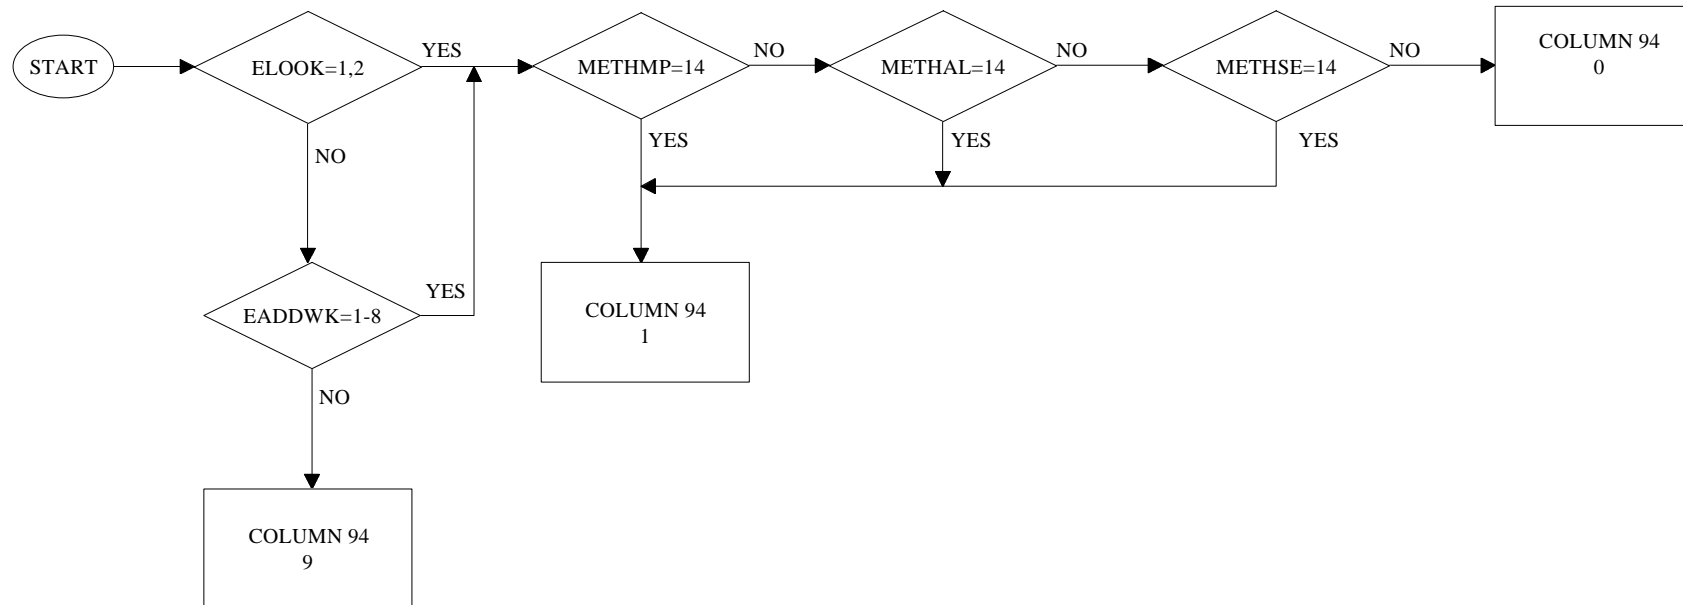 START
ELOOK=1,2
YES
METHMP=14
NO
METHAL=14
NO
METHSE=14
NO
COLUMN 94
0
NO
YES
YES
YES
EADDWK=1-8
YES
COLUMN 94
1
NO
COLUMN 94
9